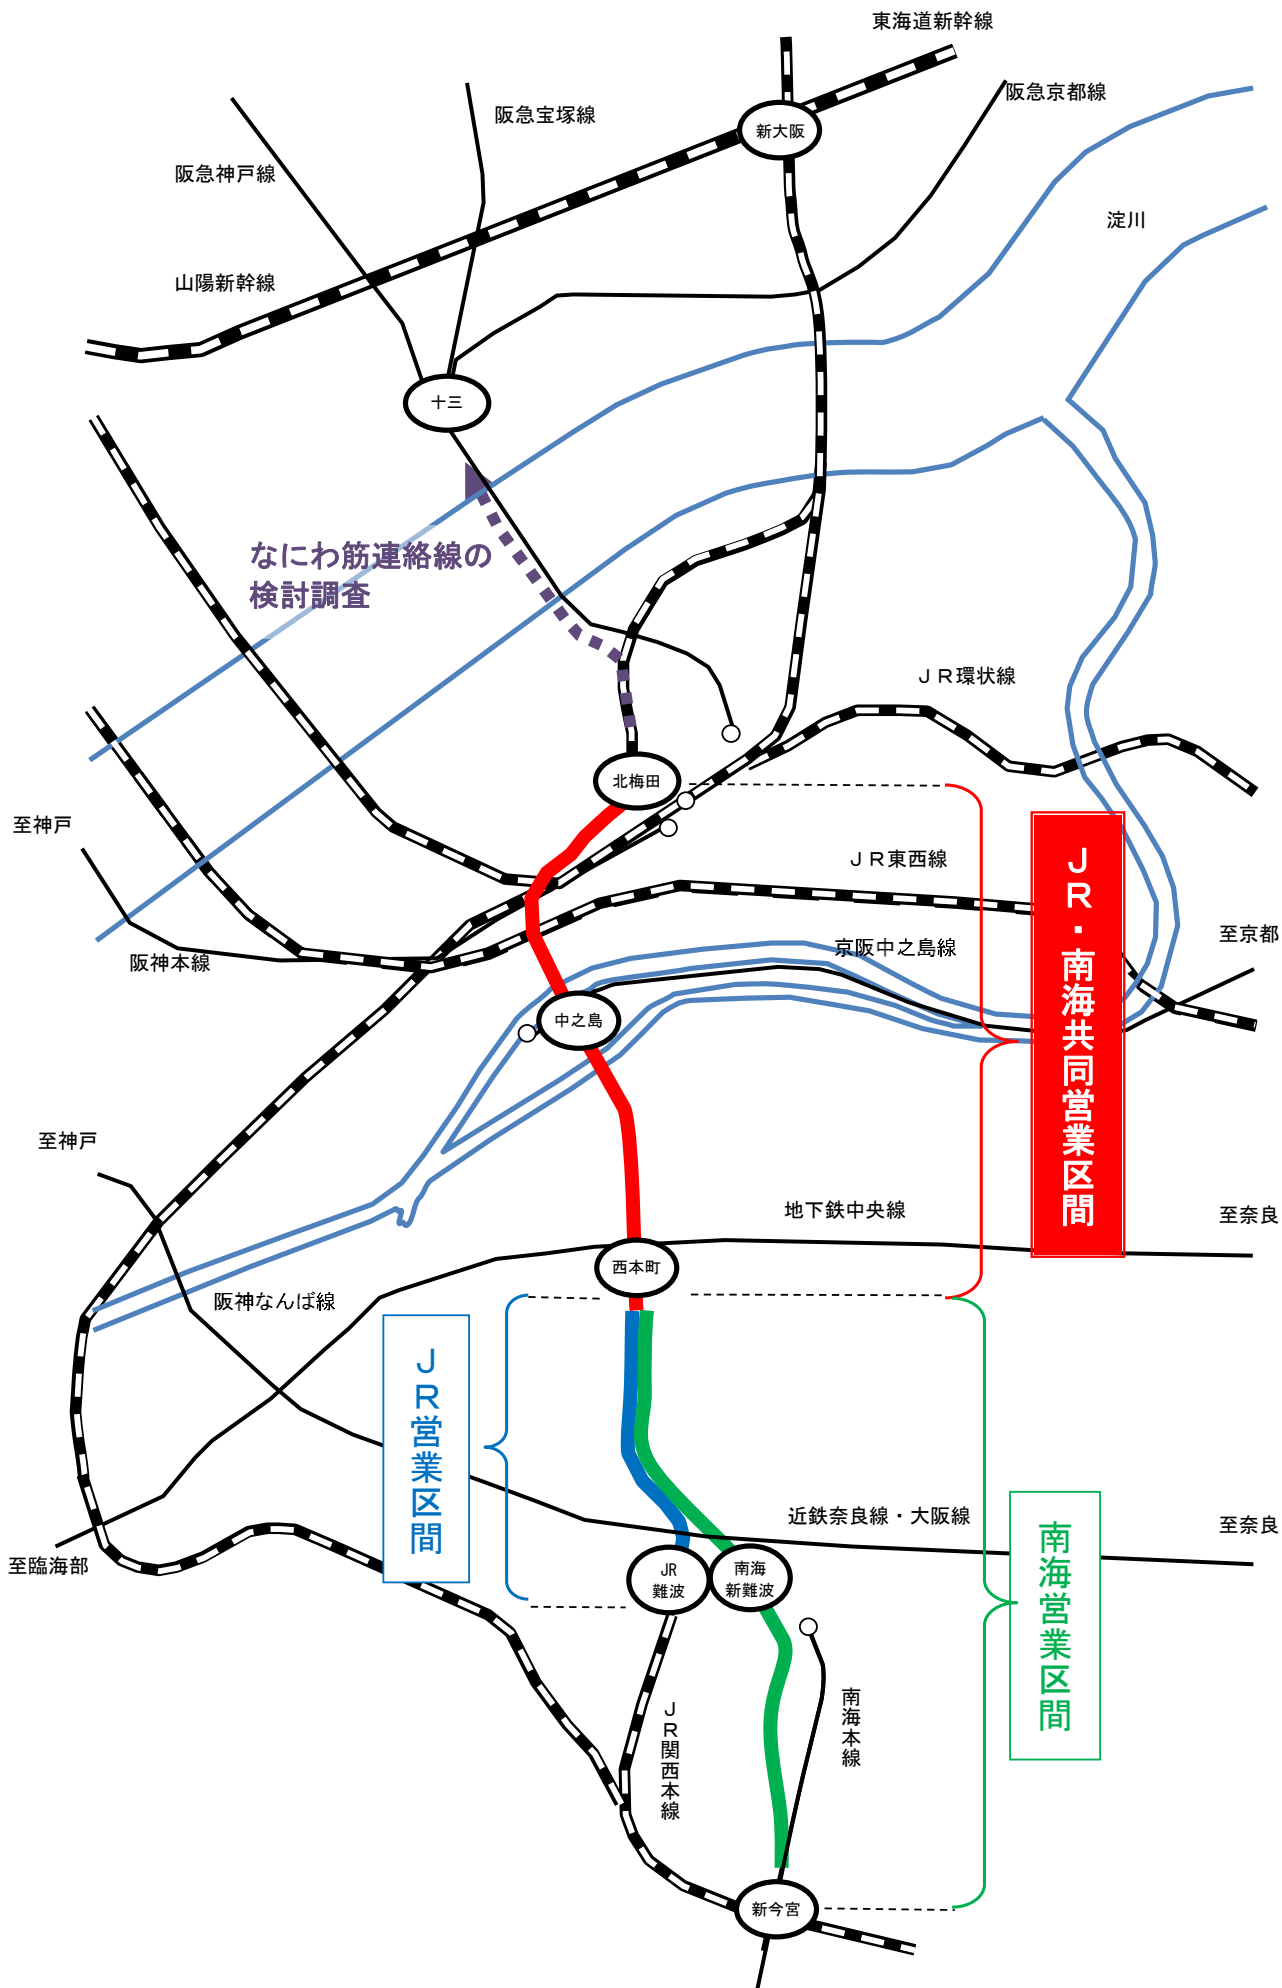 東海道新幹線
阪急京都線
阪急宝塚線
新大阪
阪急神戸線
淀川
山陽新幹線
十三
なにわ筋連絡線の
検討調査
ＪＲ環状線
北梅田
至神戸
ＪＲ東西線
ＪＲ・南海共同営業区間
至京都
京阪中之島線
阪神本線
中之島
至神戸
地下鉄中央線
至奈良
西本町
阪神なんば線
ＪＲ営業区間
近鉄奈良線・大阪線
至奈良
南海営業区間
至臨海部
JR
難波
南海
新難波
ＪＲ関西本線
南海本線
新今宮